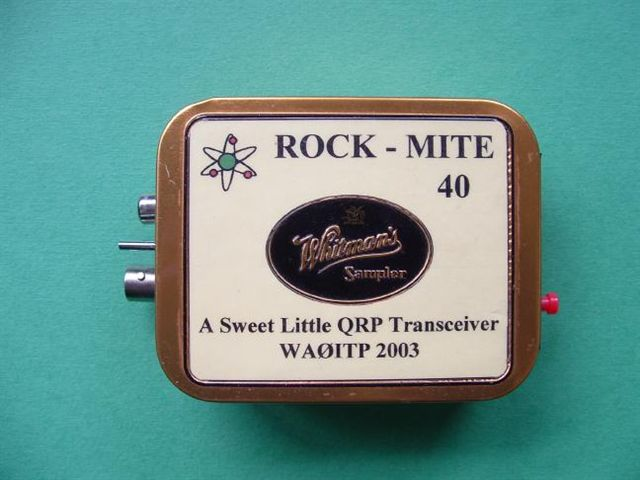 ROCK - MITE
40
Whitman's
Sampler
A Sweet Little QRP Transceiver
WAØITP 2003